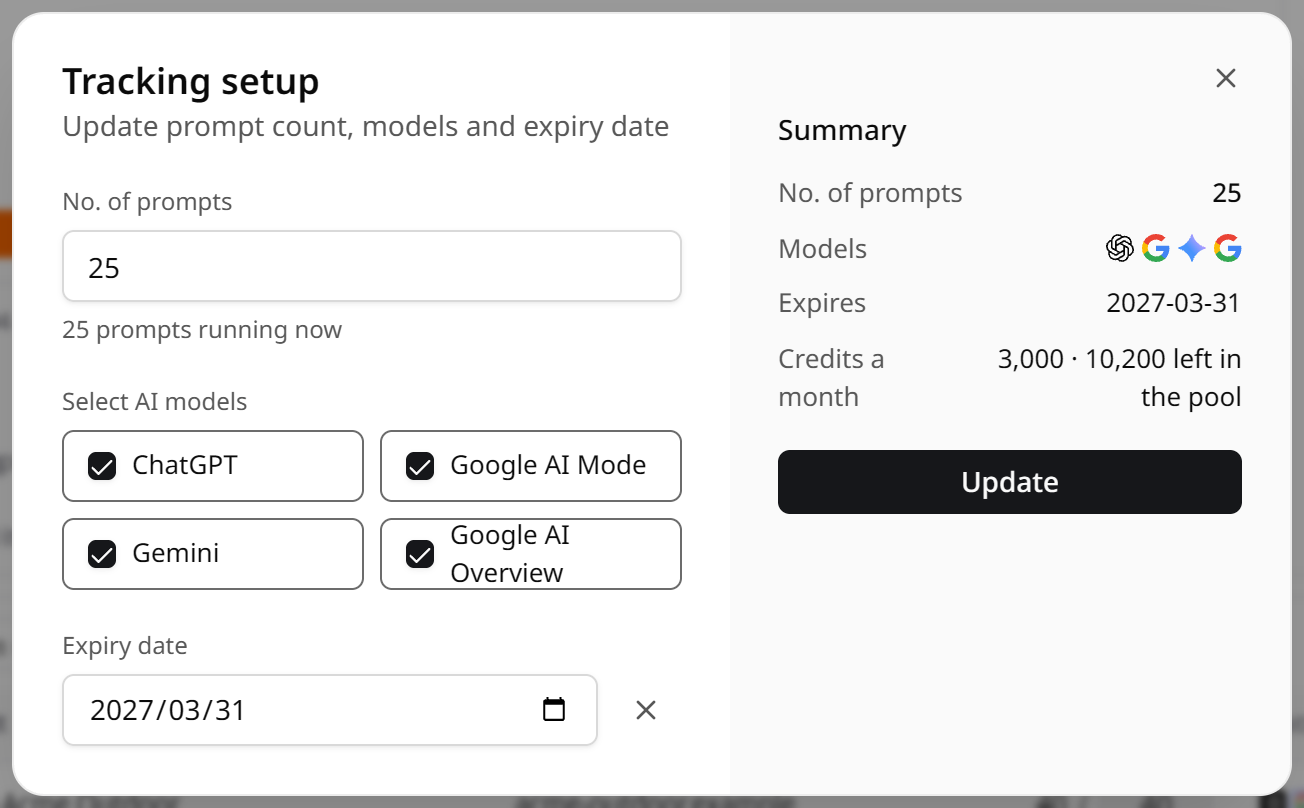 Tracking setup
Update prompt count, models and expiry date
No. of prompts
25
25 prompts running now
Select AI models
ChatGPT
Google AI Mode
Gemini
Google AI
Overview
Expiry date
2027/03/31
Summary
No. of prompts 25
Models
Expires 2027-03-31
Credits a 3,000 · 10,200 left in
month the pool
Update